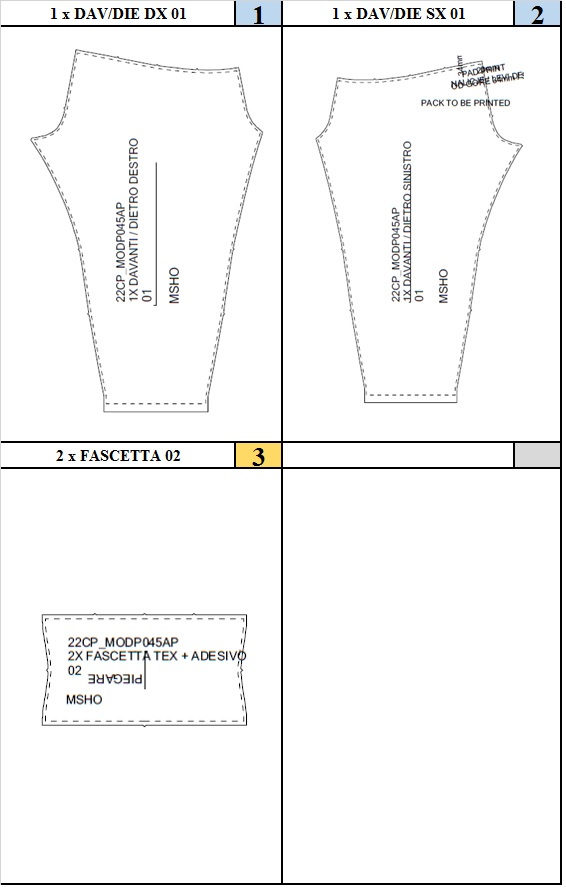 1 x DAV/DIE DX 01
1
22CP_MODP045AP
1X DAVANTI / DIETRO DESTRO
01
MSHO
1 x DAV/DIE SX 01
2
PAD PRINT
PACK TO BE PRINTED
22CP_MODP045AP
1X DAVANTI / DIETRO SINISTRO
01
MSHO
2 x FASCETTA 02
3
22CP_MODP045AP
2X FASCETTA TEX + ADESIVO
02
PIEGARE
MSHO